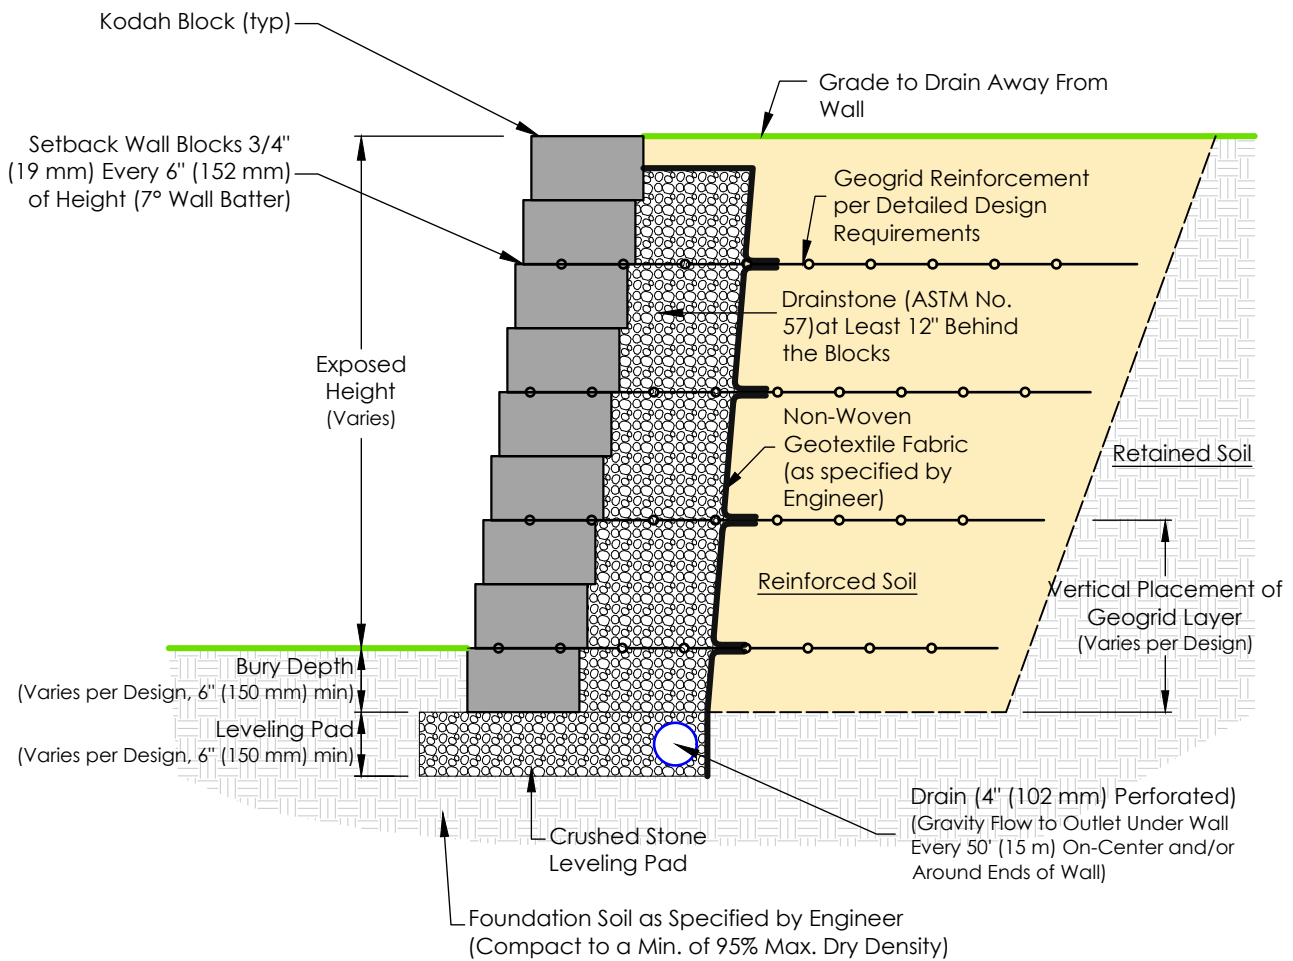 Kodah Block (typ)
Grade to Drain Away From
Wall
Setback Wall Blocks 3/4"
(19 mm) Every 6" (152 mm)
of Height (7° Wall Batter)
Geogrid Reinforcement
per Detailed Design
Requirements
Drainstone (ASTM No.
57)at Least 12" Behind
the Blocks
Exposed
Height
(Varies)
Non-Woven
Geotextile Fabric
(as specified by
Engineer)
Retained Soil
Reinforced Soil
Vertical Placement of
Geogrid Layer
(Varies per Design)
Bury Depth
(Varies per Design, 6" (150 mm) min)
Leveling Pad
(Varies per Design, 6" (150 mm) min)
Drain (4" (102 mm) Perforated)
(Gravity Flow to Outlet Under Wall
Every 50' (15 m) On-Center and/or
Around Ends of Wall)
Crushed Stone
Leveling Pad
Foundation Soil as Specified by Engineer
(Compact to a Min. of 95% Max. Dry Density)